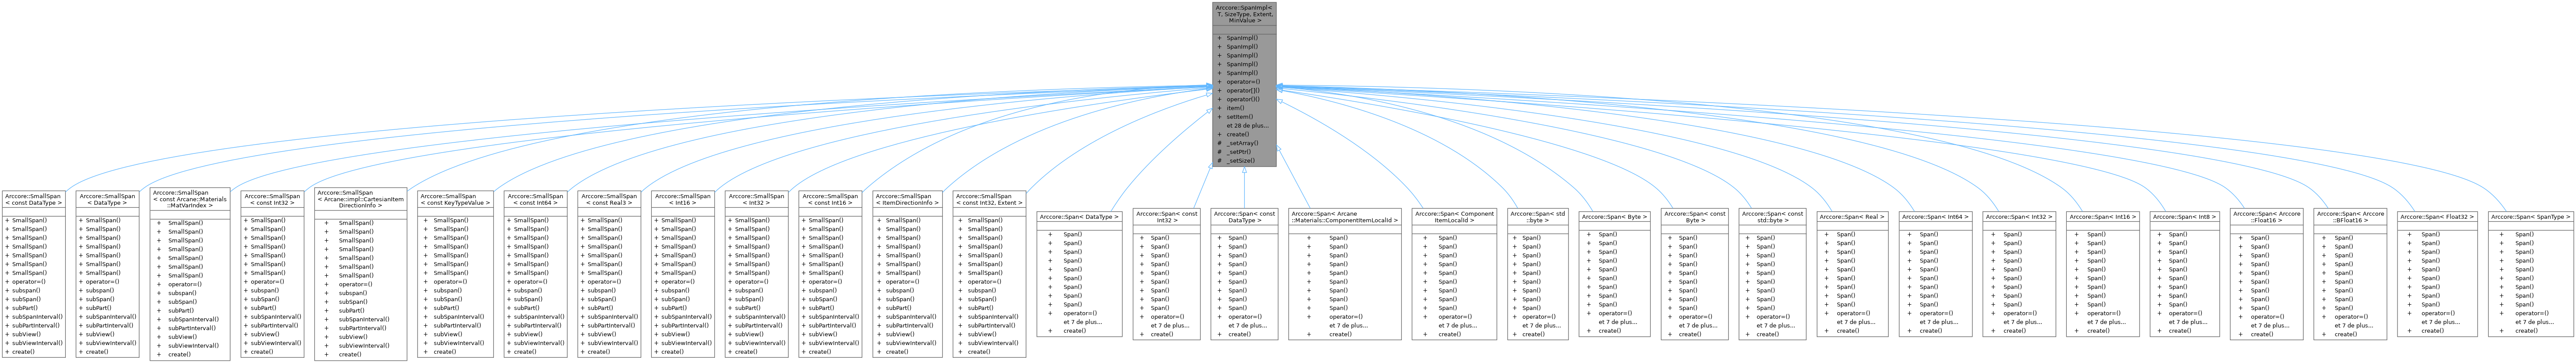 Arccore::SpanImpl<
T, SizeType, Extent,
MinValue >
+ SpanImpl()
+ SpanImpl()
+ SpanImpl()
+ SpanImpl()
+ SpanImpl()
+ operator=()
+ operator[]()
+ operator()()
+ item()
+ setItem()
et 28 de plus...
+ create()
# _setArray()
# _setPtr()
# _setSize()
Arccore::SmallSpan
< const DataType >
+ SmallSpan()
+ SmallSpan()
+ SmallSpan()
+ SmallSpan()
+ SmallSpan()
+ SmallSpan()
+ SmallSpan()
+ operator=()
+ subspan()
+ subSpan()
+ subPart()
+ subSpanInterval()
+ subPartInterval()
+ subView()
+ subViewInterval()
+ create()
Arccore::SmallSpan
< DataType >
+ SmallSpan()
+ SmallSpan()
+ SmallSpan()
+ SmallSpan()
+ SmallSpan()
+ SmallSpan()
+ SmallSpan()
+ operator=()
+ subspan()
+ subSpan()
+ subPart()
+ subSpanInterval()
+ subPartInterval()
+ subView()
+ subViewInterval()
+ create()
Arccore::SmallSpan
< const Arcane::Materials
::MatVarIndex >
+ SmallSpan()
+ SmallSpan()
+ SmallSpan()
+ SmallSpan()
+ SmallSpan()
+ SmallSpan()
+ SmallSpan()
+ operator=()
+ subspan()
+ subSpan()
+ subPart()
+ subSpanInterval()
+ subPartInterval()
+ subView()
+ subViewInterval()
+ create()
Arccore::SmallSpan
< const Int32 >
+ SmallSpan()
+ SmallSpan()
+ SmallSpan()
+ SmallSpan()
+ SmallSpan()
+ SmallSpan()
+ SmallSpan()
+ operator=()
+ subspan()
+ subSpan()
+ subPart()
+ subSpanInterval()
+ subPartInterval()
+ subView()
+ subViewInterval()
+ create()
Arccore::SmallSpan
< Arcane::impl::CartesianItem
DirectionInfo >
+ SmallSpan()
+ SmallSpan()
+ SmallSpan()
+ SmallSpan()
+ SmallSpan()
+ SmallSpan()
+ SmallSpan()
+ operator=()
+ subspan()
+ subSpan()
+ subPart()
+ subSpanInterval()
+ subPartInterval()
+ subView()
+ subViewInterval()
+ create()
Arccore::SmallSpan
< const KeyTypeValue >
+ SmallSpan()
+ SmallSpan()
+ SmallSpan()
+ SmallSpan()
+ SmallSpan()
+ SmallSpan()
+ SmallSpan()
+ operator=()
+ subspan()
+ subSpan()
+ subPart()
+ subSpanInterval()
+ subPartInterval()
+ subView()
+ subViewInterval()
+ create()
Arccore::SmallSpan
< const Int64 >
+ SmallSpan()
+ SmallSpan()
+ SmallSpan()
+ SmallSpan()
+ SmallSpan()
+ SmallSpan()
+ SmallSpan()
+ operator=()
+ subspan()
+ subSpan()
+ subPart()
+ subSpanInterval()
+ subPartInterval()
+ subView()
+ subViewInterval()
+ create()
Arccore::SmallSpan
< const Real3 >
+ SmallSpan()
+ SmallSpan()
+ SmallSpan()
+ SmallSpan()
+ SmallSpan()
+ SmallSpan()
+ SmallSpan()
+ operator=()
+ subspan()
+ subSpan()
+ subPart()
+ subSpanInterval()
+ subPartInterval()
+ subView()
+ subViewInterval()
+ create()
Arccore::SmallSpan
< Int16 >
+ SmallSpan()
+ SmallSpan()
+ SmallSpan()
+ SmallSpan()
+ SmallSpan()
+ SmallSpan()
+ SmallSpan()
+ operator=()
+ subspan()
+ subSpan()
+ subPart()
+ subSpanInterval()
+ subPartInterval()
+ subView()
+ subViewInterval()
+ create()
Arccore::SmallSpan
< Int32 >
+ SmallSpan()
+ SmallSpan()
+ SmallSpan()
+ SmallSpan()
+ SmallSpan()
+ SmallSpan()
+ SmallSpan()
+ operator=()
+ subspan()
+ subSpan()
+ subPart()
+ subSpanInterval()
+ subPartInterval()
+ subView()
+ subViewInterval()
+ create()
Arccore::SmallSpan
< const Int16 >
+ SmallSpan()
+ SmallSpan()
+ SmallSpan()
+ SmallSpan()
+ SmallSpan()
+ SmallSpan()
+ SmallSpan()
+ operator=()
+ subspan()
+ subSpan()
+ subPart()
+ subSpanInterval()
+ subPartInterval()
+ subView()
+ subViewInterval()
+ create()
Arccore::SmallSpan
< ItemDirectionInfo >
+ SmallSpan()
+ SmallSpan()
+ SmallSpan()
+ SmallSpan()
+ SmallSpan()
+ SmallSpan()
+ SmallSpan()
+ operator=()
+ subspan()
+ subSpan()
+ subPart()
+ subSpanInterval()
+ subPartInterval()
+ subView()
+ subViewInterval()
+ create()
Arccore::SmallSpan
< const Int32, Extent >
+ SmallSpan()
+ SmallSpan()
+ SmallSpan()
+ SmallSpan()
+ SmallSpan()
+ SmallSpan()
+ SmallSpan()
+ operator=()
+ subspan()
+ subSpan()
+ subPart()
+ subSpanInterval()
+ subPartInterval()
+ subView()
+ subViewInterval()
+ create()
Arccore::Span< DataType >
+ Span()
+ Span()
+ Span()
+ Span()
+ Span()
+ Span()
+ Span()
+ Span()
+ Span()
+ operator=()
et 7 de plus...
+ create()
Arccore::Span< const
Int32 >
+ Span()
+ Span()
+ Span()
+ Span()
+ Span()
+ Span()
+ Span()
+ Span()
+ Span()
+ operator=()
et 7 de plus...
+ create()
Arccore::Span< const
DataType >
+ Span()
+ Span()
+ Span()
+ Span()
+ Span()
+ Span()
+ Span()
+ Span()
+ Span()
+ operator=()
et 7 de plus...
+ create()
Arccore::Span< Arcane
::Materials::ComponentItemLocalId >
+ Span()
+ Span()
+ Span()
+ Span()
+ Span()
+ Span()
+ Span()
+ Span()
+ Span()
+ operator=()
et 7 de plus...
+ create()
Arccore::Span< Component
ItemLocalId >
+ Span()
+ Span()
+ Span()
+ Span()
+ Span()
+ Span()
+ Span()
+ Span()
+ Span()
+ operator=()
et 7 de plus...
+ create()
Arccore::Span< std
::byte >
+ Span()
+ Span()
+ Span()
+ Span()
+ Span()
+ Span()
+ Span()
+ Span()
+ Span()
+ operator=()
et 7 de plus...
+ create()
Arccore::Span< Byte >
+ Span()
+ Span()
+ Span()
+ Span()
+ Span()
+ Span()
+ Span()
+ Span()
+ Span()
+ operator=()
et 7 de plus...
+ create()
Arccore::Span< const
Byte >
+ Span()
+ Span()
+ Span()
+ Span()
+ Span()
+ Span()
+ Span()
+ Span()
+ Span()
+ operator=()
et 7 de plus...
+ create()
Arccore::Span< const
std::byte >
+ Span()
+ Span()
+ Span()
+ Span()
+ Span()
+ Span()
+ Span()
+ Span()
+ Span()
+ operator=()
et 7 de plus...
+ create()
Arccore::Span< Real >
+ Span()
+ Span()
+ Span()
+ Span()
+ Span()
+ Span()
+ Span()
+ Span()
+ Span()
+ operator=()
et 7 de plus...
+ create()
Arccore::Span< Int64 >
+ Span()
+ Span()
+ Span()
+ Span()
+ Span()
+ Span()
+ Span()
+ Span()
+ Span()
+ operator=()
et 7 de plus...
+ create()
Arccore::Span< Int32 >
+ Span()
+ Span()
+ Span()
+ Span()
+ Span()
+ Span()
+ Span()
+ Span()
+ Span()
+ operator=()
et 7 de plus...
+ create()
Arccore::Span< Int16 >
+ Span()
+ Span()
+ Span()
+ Span()
+ Span()
+ Span()
+ Span()
+ Span()
+ Span()
+ operator=()
et 7 de plus...
+ create()
Arccore::Span< Int8 >
+ Span()
+ Span()
+ Span()
+ Span()
+ Span()
+ Span()
+ Span()
+ Span()
+ Span()
+ operator=()
et 7 de plus...
+ create()
Arccore::Span< Arccore
::Float16 >
+ Span()
+ Span()
+ Span()
+ Span()
+ Span()
+ Span()
+ Span()
+ Span()
+ Span()
+ operator=()
et 7 de plus...
+ create()
Arccore::Span< Arccore
::BFloat16 >
+ Span()
+ Span()
+ Span()
+ Span()
+ Span()
+ Span()
+ Span()
+ Span()
+ Span()
+ operator=()
et 7 de plus...
+ create()
Arccore::Span< Float32 >
+ Span()
+ Span()
+ Span()
+ Span()
+ Span()
+ Span()
+ Span()
+ Span()
+ Span()
+ operator=()
et 7 de plus...
+ create()
Arccore::Span< SpanType >
+ Span()
+ Span()
+ Span()
+ Span()
+ Span()
+ Span()
+ Span()
+ Span()
+ Span()
+ operator=()
et 7 de plus...
+ create()